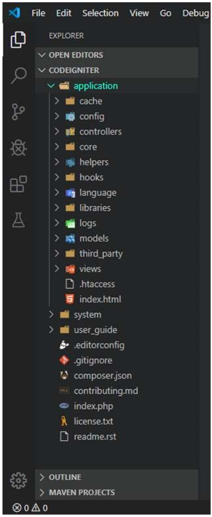 File Edit Selection View Go Debug
EXPLORER
OPEN EDITORS
CODEIGNITER
application
cache
config
controllers
core
helpers
hooks
language
libraries
logs
models
third_party
views
.htaccess
index.html
system
user_guide
.editorconfig
.gitignore
composer.json
contributing.md
index.php
license.txt
readme.rst
OUTLINE
MAVEN PROJECTS
0 0